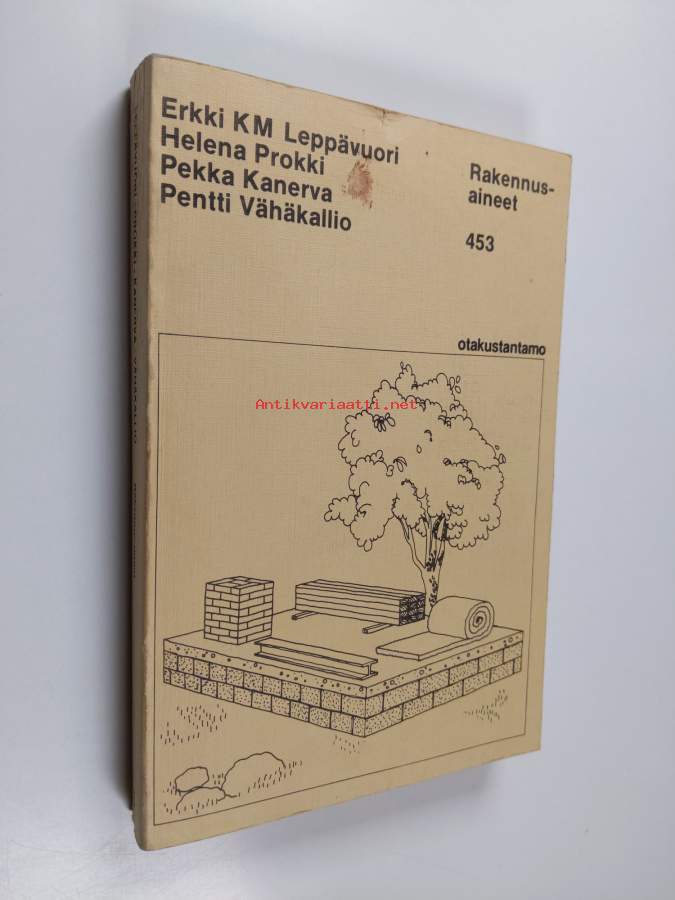 Erkki KM Leppävuori
Helena Prokki
Pekka Kanerva
Pentti Vähäkallio
Rakennus-
aineet
453
otakustantamo
Antikvariaatti.net